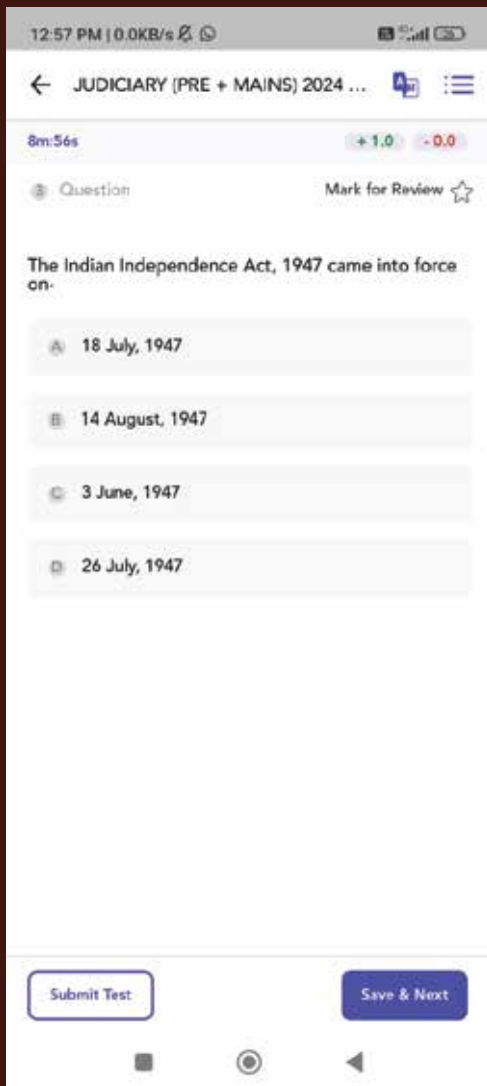 12:57 PM | 0.0KB/s
JUDICIARY (PRE + MAINS) 2024 ...
8m:56s + 1.0 - 0.0
3 Question Mark for Review
The Indian Independence Act, 1947 came into force
on-
A 18 July, 1947
B 14 August, 1947
C 3 June, 1947
D 26 July, 1947
Submit Test Save & Next